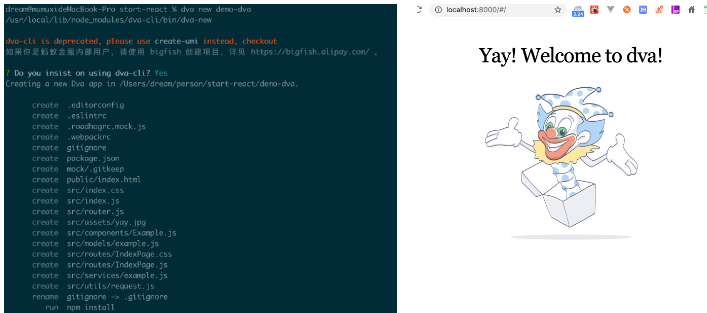 dream@mumuxideMacBook-Pro start-react % dva new demo-dva
/usr/local/lib/node_modules/dva-cli/bin/dva-new
dva-cli is deprecated, please use create-umi instead, checkout
如果你是蚂蚁金服内部用户，请使用 bigfish 创建项目，详见 https://bigfish.alipay.com/ 。
? Do you insist on using dva-cli? Yes
Creating a new Dva app in /Users/dream/person/start-react/demo-dva.
create .editorconfig
create .eslintrc
create .roadhogrc.mock.js
create .webpackrc
create gitignore
create package.json
create mock/.gitkeep
create public/index.html
create src/index.css
create src/index.js
create src/router.js
create src/assets/yay.jpg
create src/components/Example.js
create src/models/example.js
create src/routes/IndexPage.css
create src/routes/IndexPage.js
create src/services/example.js
create src/utils/request.js
rename gitignore -> .gitignore
run npm install
localhost:8000/#/
Yay! Welcome to dva!